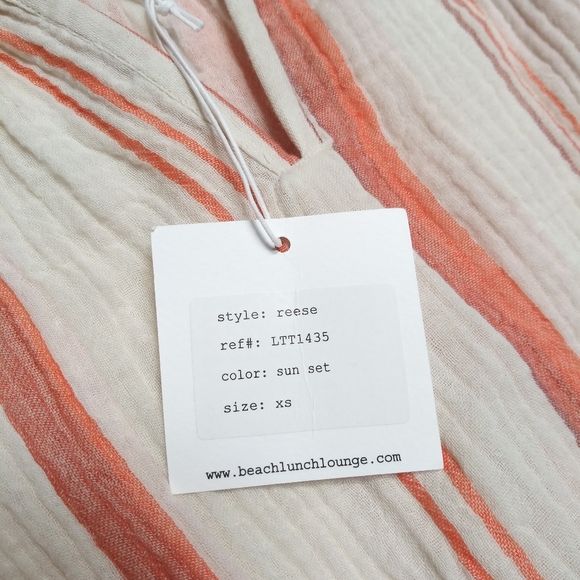 style: reese
ref#: LTT1435
color: sun set
size: xs
www.beachlunchlounge.com